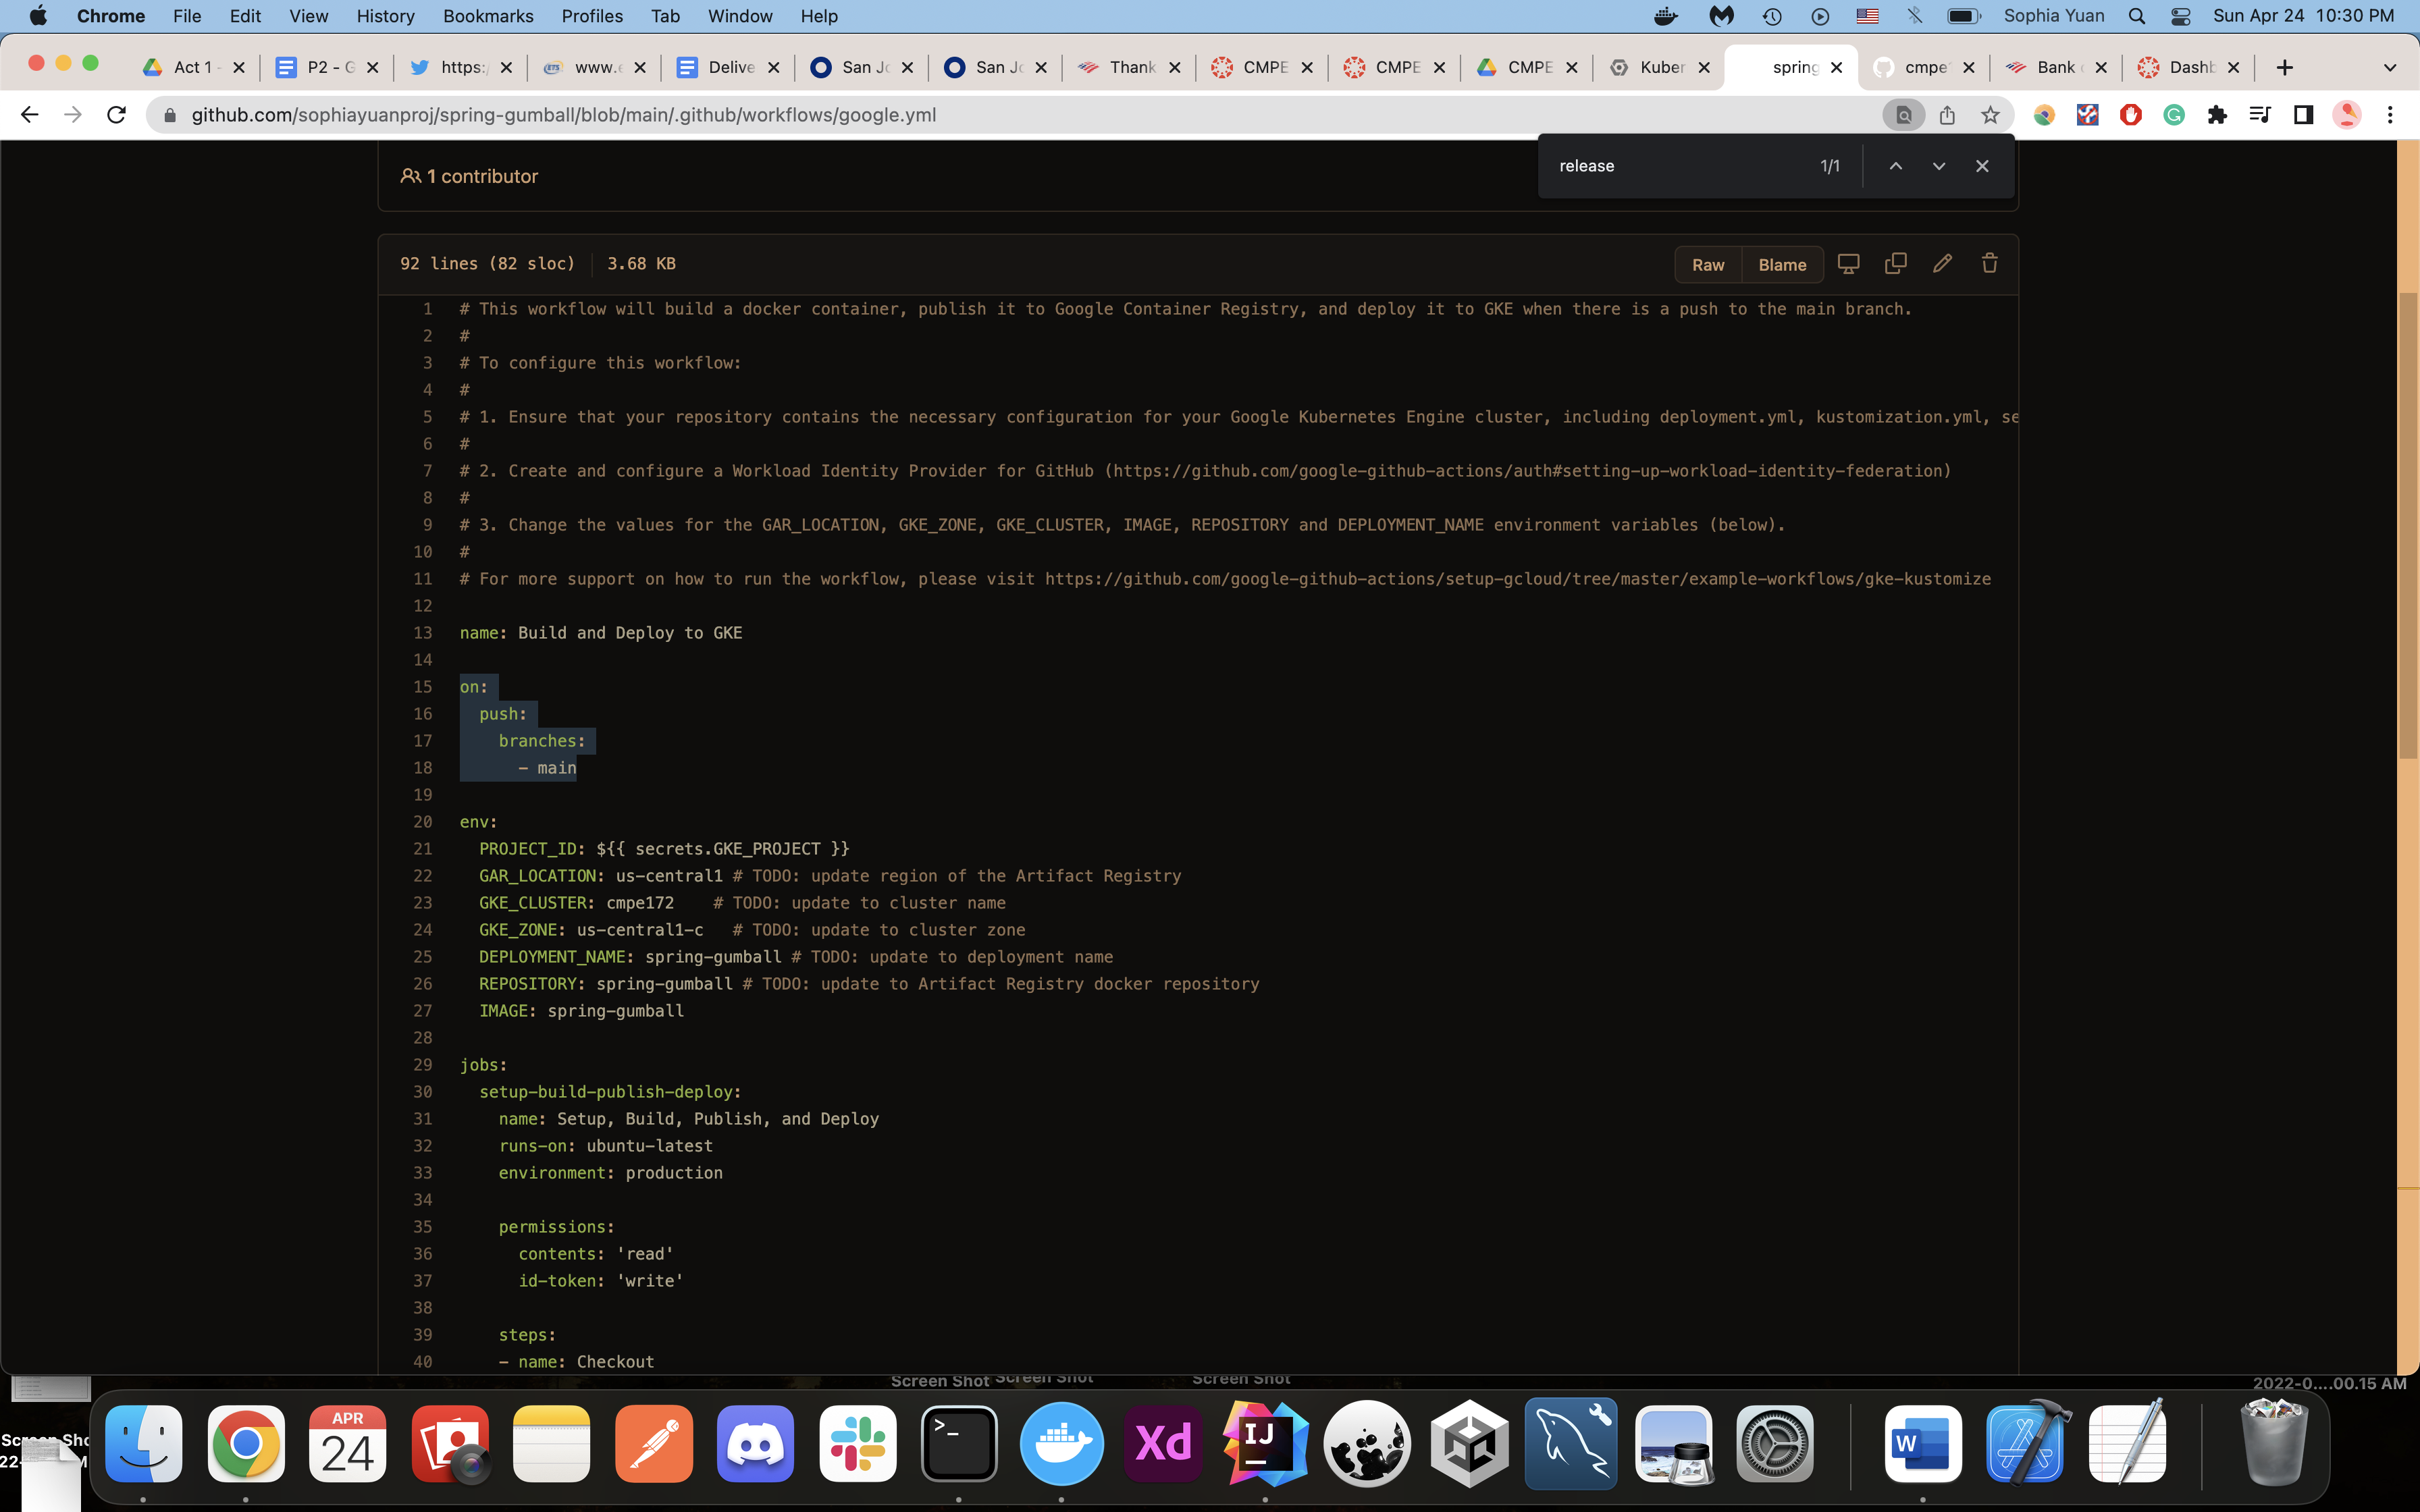 Chrome File Edit View History Bookmarks Profiles Tab Window Help Sophia Yuan Sun Apr 24 10:30 PM
Act 1 - P2 - G https: www.e Delive San Jo San Jo Thank CMPE CMPE CMPE Kuber spring cmpe Bank Dashb
github.com/sophiayuanproj/spring-gumball/blob/main/.github/workflows/google.yml
release 1/1
1 contributor
92 lines (82 sloc) 3.68 KB Raw Blame
1 # This workflow will build a docker container, publish it to Google Container Registry, and deploy it to GKE when there is a push to the main branch.
2 #
3 # To configure this workflow:
4 #
5 # 1. Ensure that your repository contains the necessary configuration for your Google Kubernetes Engine cluster, including deployment.yml, kustomization.yml, se
6 #
7 # 2. Create and configure a Workload Identity Provider for GitHub (https://github.com/google-github-actions/auth#setting-up-workload-identity-federation)
8 #
9 # 3. Change the values for the GAR_LOCATION, GKE_ZONE, GKE_CLUSTER, IMAGE, REPOSITORY and DEPLOYMENT_NAME environment variables (below).
10 #
11 # For more support on how to run the workflow, please visit https://github.com/google-github-actions/setup-gcloud/tree/master/example-workflows/gke-kustomize
12
13 name: Build and Deploy to GKE
14
15 on:
16 push:
17 branches:
18 - main
19
20 env:
21 PROJECT_ID: ${{ secrets.GKE_PROJECT }}
22 GAR_LOCATION: us-central1 # TODO: update region of the Artifact Registry
23 GKE_CLUSTER: cmpe172 # TODO: update to cluster name
24 GKE_ZONE: us-central1-c # TODO: update to cluster zone
25 DEPLOYMENT_NAME: spring-gumball # TODO: update to deployment name
26 REPOSITORY: spring-gumball # TODO: update to Artifact Registry docker repository
27 IMAGE: spring-gumball
28
29 jobs:
30 setup-build-publish-deploy:
31 name: Setup, Build, Publish, and Deploy
32 runs-on: ubuntu-latest
33 environment: production
34
35 permissions:
36 contents: 'read'
37 id-token: 'write'
38
39 steps:
40 - name: Checkout
Screen Shot Screen Shot Screen Shot 2022-0....00.15 AM
APR
24
Xd
IJ
W